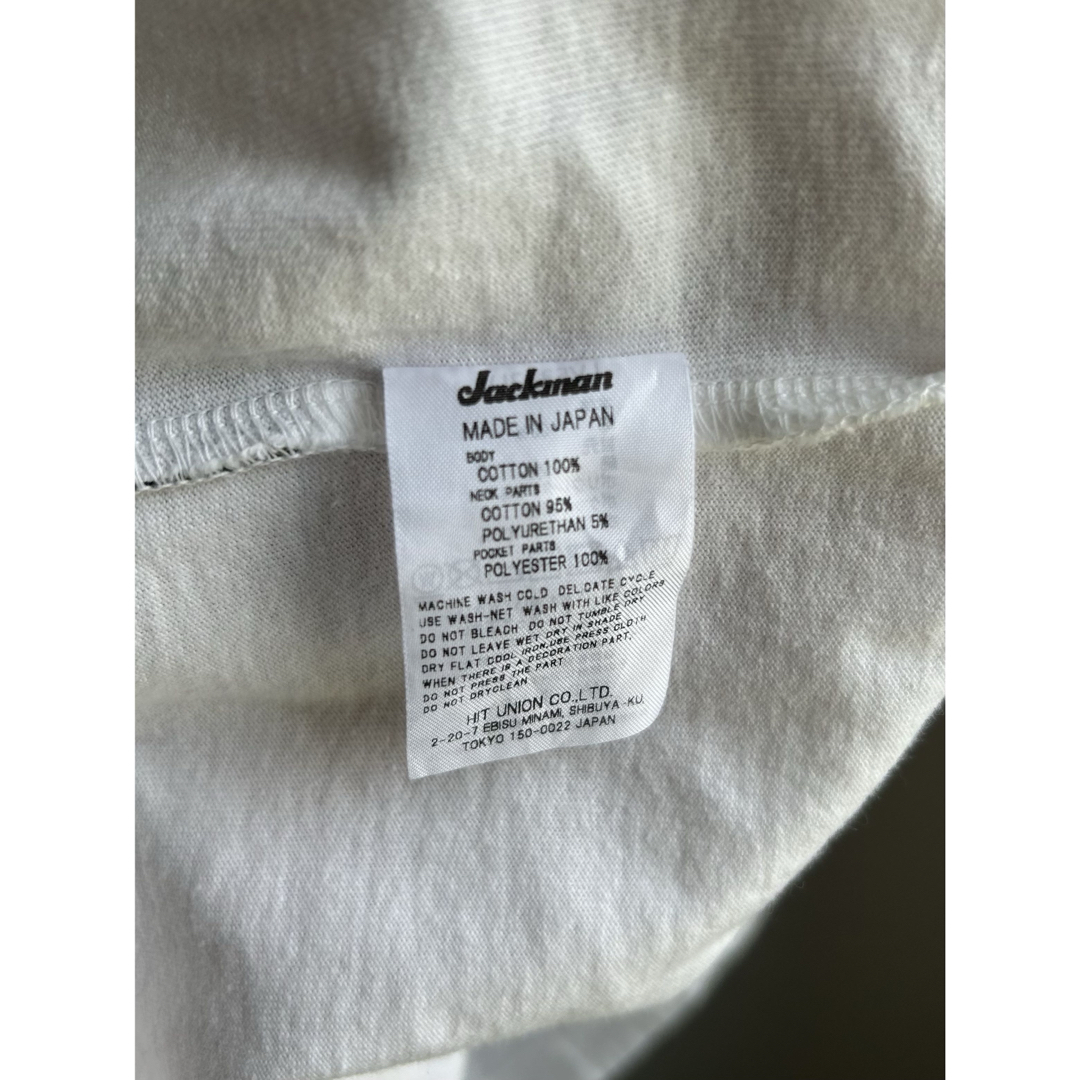 Jackman
MADE IN JAPAN
BODY
COTTON 100%
NECK PARTS
COTTON 95%
POLYURETHAN 5%
POCKET PARTS
POLYESTER 100%
MACHINE WASH COLD DELICATE CYCLE
USE WASH-NET WASH WITH LIKE COLORS
DO NOT BLEACH DO NOT TUMBLE DRY
DO NOT LEAVE WET DRY IN SHADE
DRY FLAT COOL IRON,USE PRESS CLOTH
WHEN THERE IS A DECORATION PART,
DO NOT PRESS THE PART
DO NOT DRYCLEAN
HIT UNION CO.,LTD.
2-20-7 EBISU MINAMI, SHIBUYA-KU,
TOKYO 150-0022 JAPAN